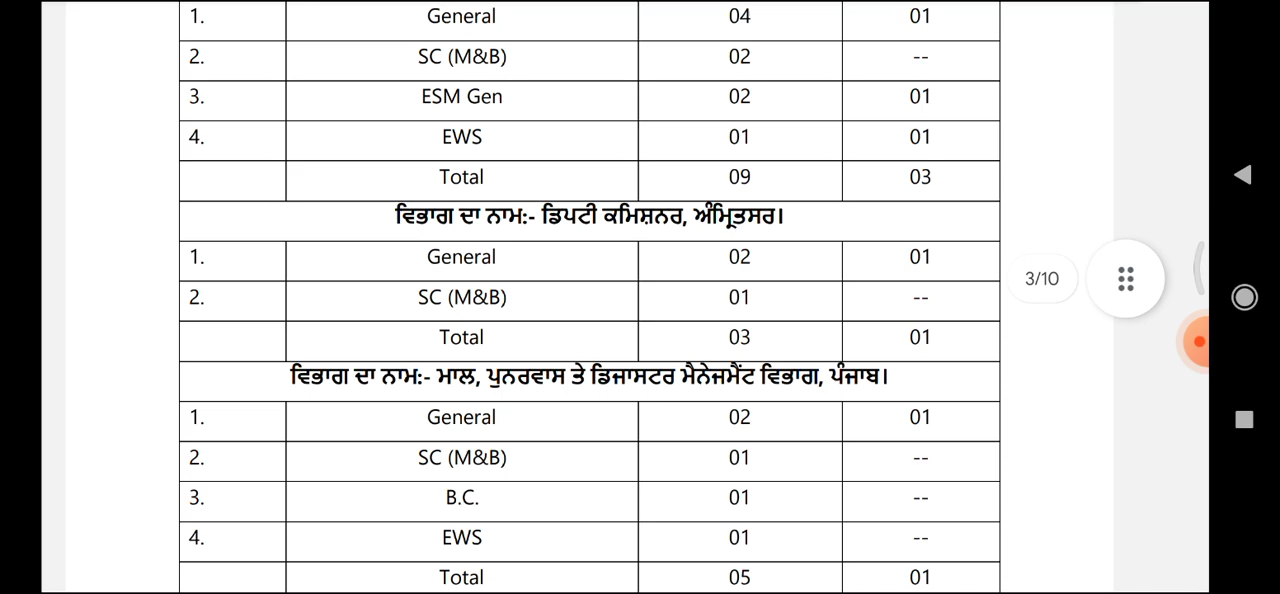 1. General 04 01
2. SC (M&B) 02 --
3. ESM Gen 02 01
4. EWS 01 01
Total 09 03
ਵਿਭਾਗ ਦਾ ਨਾਮ:- ਡਿਪਟੀ ਕਮਿਸ਼ਨਰ, ਅੰਮ੍ਰਿਤਸਰ।
1. General 02 01
2. SC (M&B) 01 --
Total 03 01
3/10
ਵਿਭਾਗ ਦਾ ਨਾਮ:- ਮਾਲ, ਪੁਨਰਵਾਸ ਤੇ ਡਿਜਾਸਟਰ ਮੈਨੇਜਮੈਂਟ ਵਿਭਾਗ, ਪੰਜਾਬ।
1. General 02 01
2. SC (M&B) 01 --
3. B.C. 01 --
4. EWS 01 --
Total 05 01